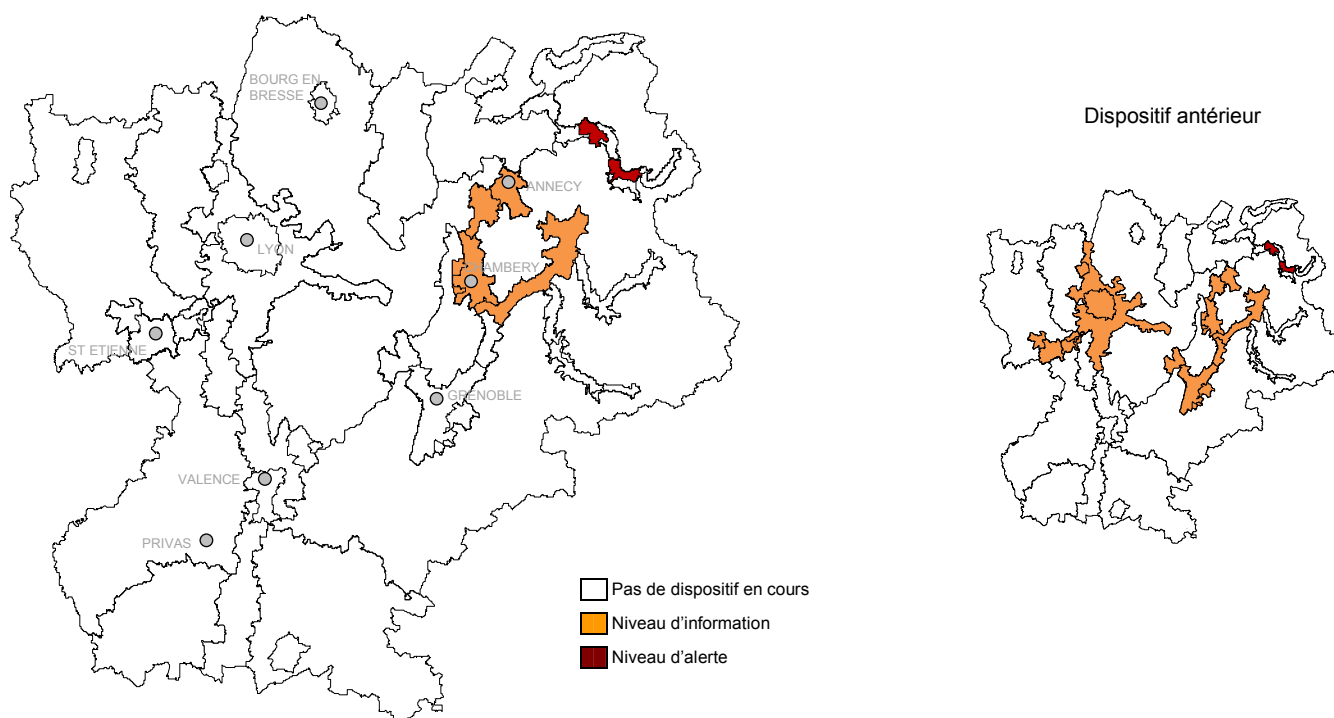 BOURG EN
BRESSE
Dispositif antérieur
ANNECY
LYON
AMBERY
ST ETIENNE
GRENOBLE
VALENCE
PRIVAS
Pas de dispositif en cours
Niveau d'information
Niveau d'alerte